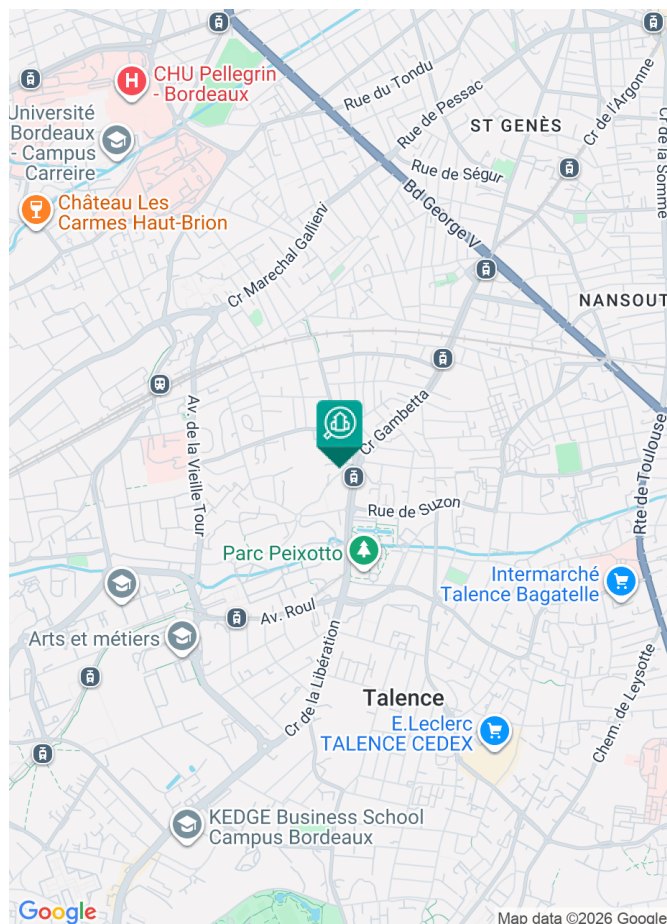 CHU Pellegrin
- Bordeaux
Rue du Tondu
Rue de Pessac
ST GENÈS
Cr de l'Argonne
Cr de la Somme
Université
Bordeaux
- Campus
Carreire
Rue de Ségur
Château Les
Carmes Haut-Brion
Bd George V
Cr Marechal Gallieni
NANSOUT
Av. de la Vieille Tour
Cr Gambetta
Rte de Toulouse
Rue de Suzon
Parc Peixotto
Intermarché
Talence Bagatelle
Av. Roul
Arts et métiers
Cr de la Libération
Talence
Chem. de Leysotte
E.Leclerc
TALENCE CEDEX
KEDGE Business School
Campus Bordeaux
Google
Map data ©2026 Google